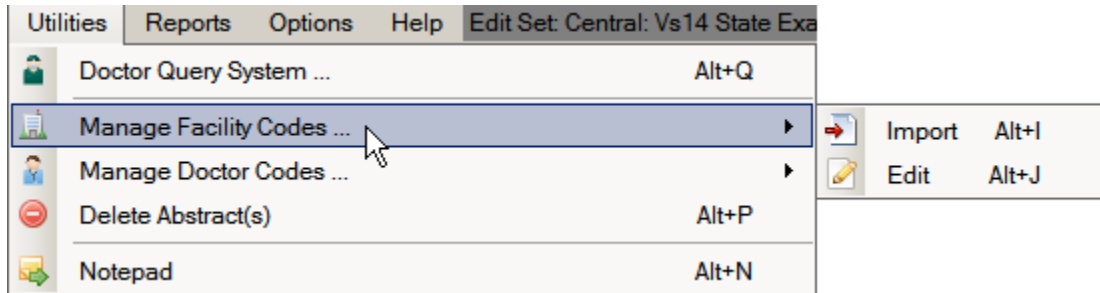 Utilities Reports Options Help Edit Set: Central: Vs14 State Exa
Doctor Query System ... Alt+Q
Manage Facility Codes ...
Import Alt+I
Manage Doctor Codes ...
Edit Alt+J
Delete Abstract(s) Alt+P
Notepad Alt+N